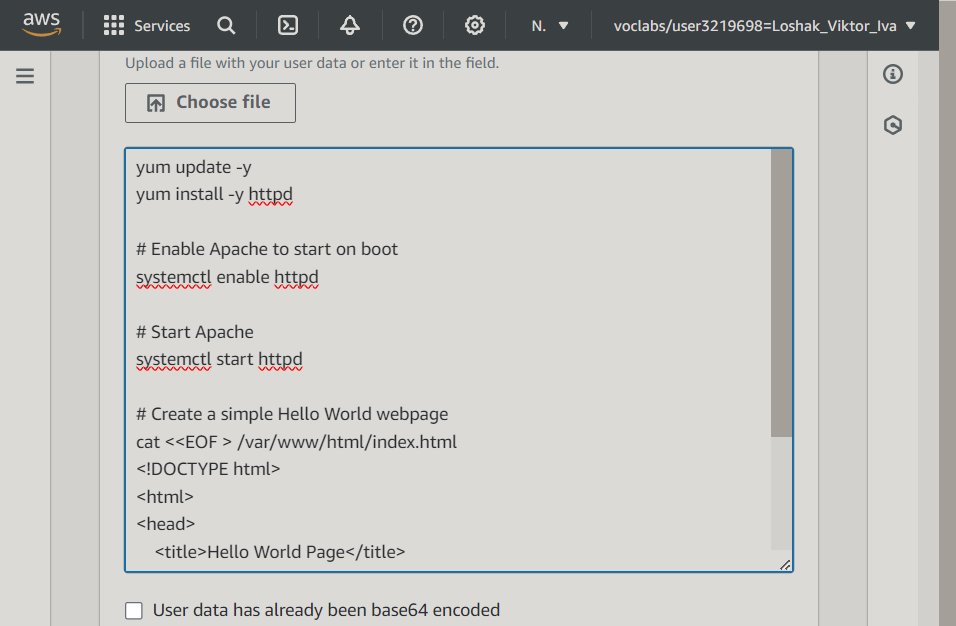 aws
Services
N.
voclabs/user3219698=Loshak_Viktor_Iva
Upload a file with your user data or enter it in the field.
Choose file
yum update -y
yum install -y httpd
# Enable Apache to start on boot
systemctl enable httpd
# Start Apache
systemctl start httpd
# Create a simple Hello World webpage
cat <<EOF > /var/www/html/index.html
<!DOCTYPE html>
<html>
<head>
<title>Hello World Page</title>
User data has already been base64 encoded